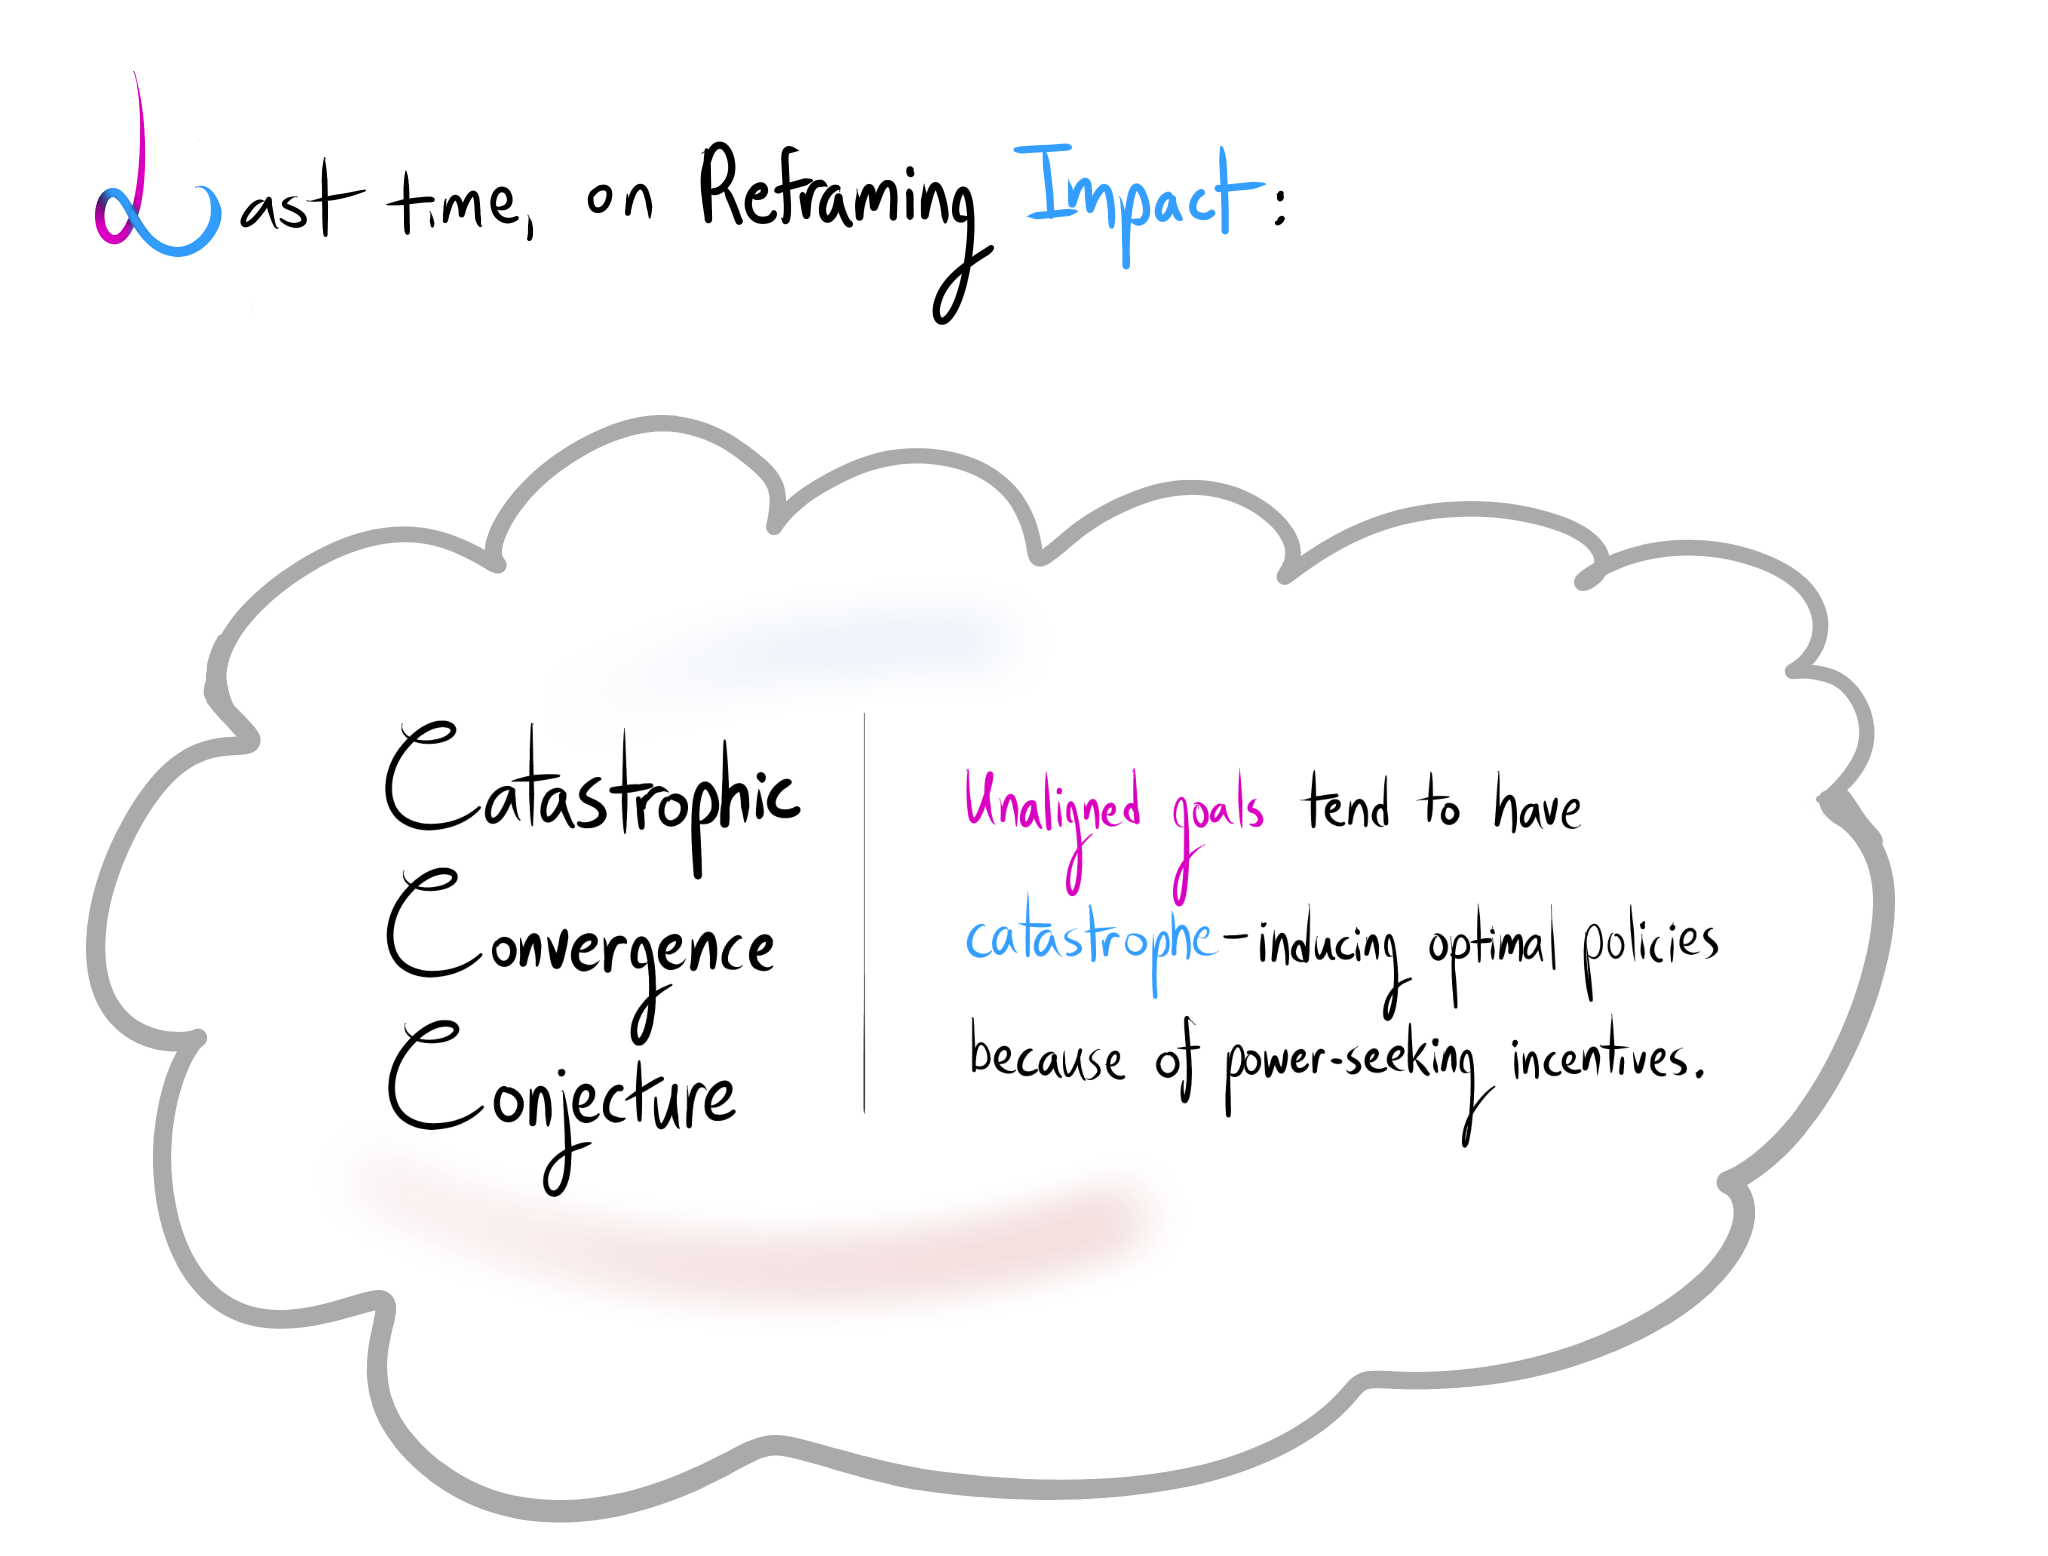 Last time, on Reframing Impact:
Catastrophic
Convergence
Conjecture
Unaligned goals tend to have
catastrophe-inducing optimal policies
because of power-seeking incentives.